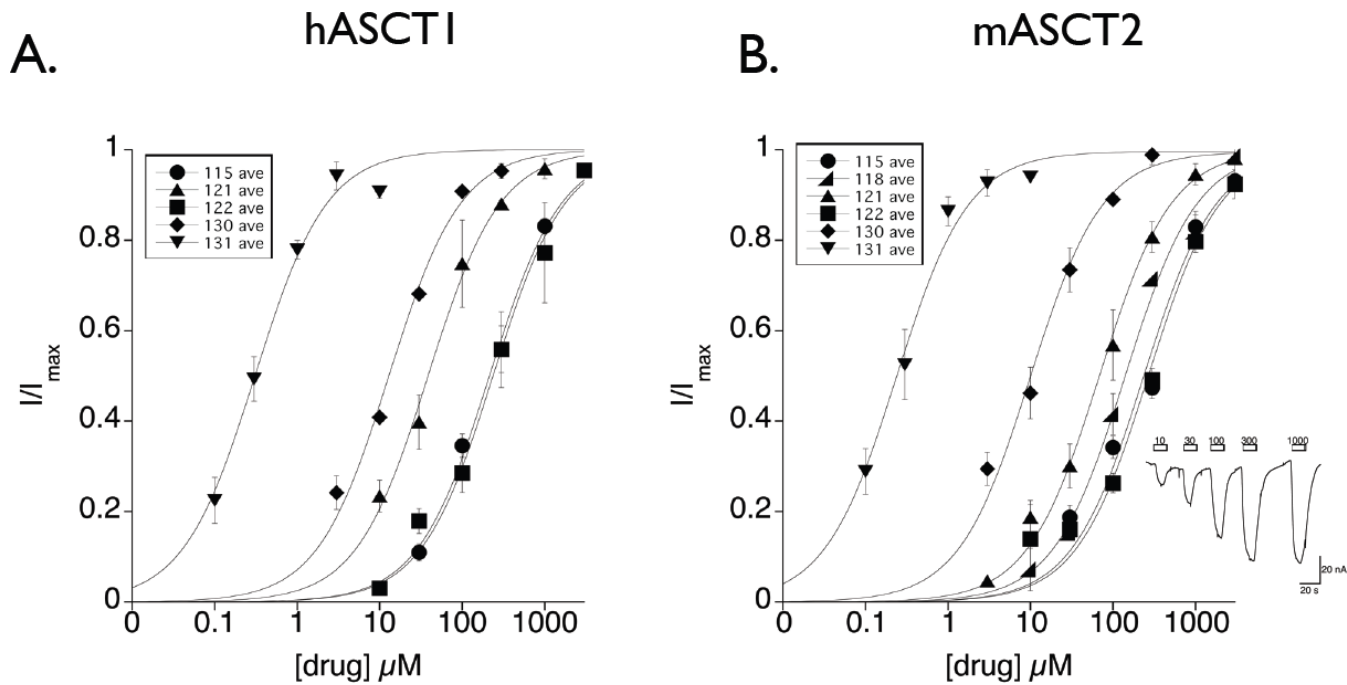 hASCT1
A.
1
0.8
0.6
0.4
0.2
0
I/I max
115 ave
121 ave
122 ave
130 ave
131 ave
0 0.1 1 10 100 1000
[drug] µM
mASCT2
B.
1
0.8
0.6
0.4
0.2
0
I/I max
115 ave
118 ave
121 ave
122 ave
130 ave
131 ave
10 30 100 300 1000
20 nA
20 s
0 0.1 1 10 100 1000
[drug] µM